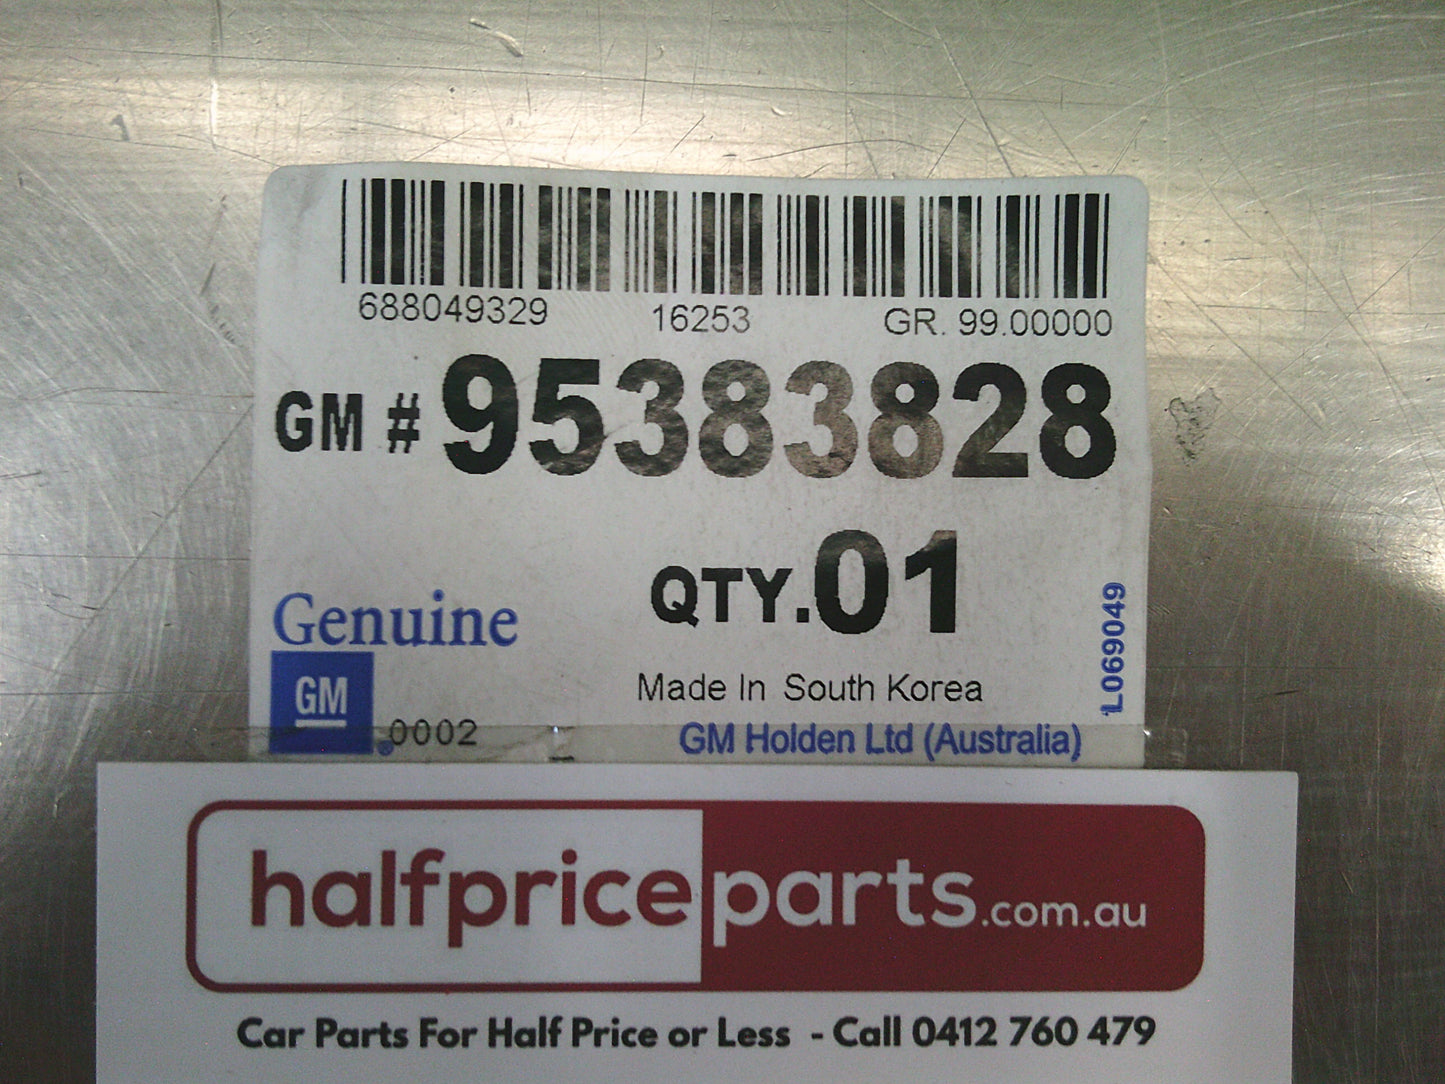 688049329 16253 GR. 99.00000
GM # 95383828
QTY.01
Genuine
GM
0002
Made In South Korea
GM Holden Ltd (Australia)
L069049
halfpriceparts.com.au
Car Parts For Half Price or Less - Call 0412 760 479